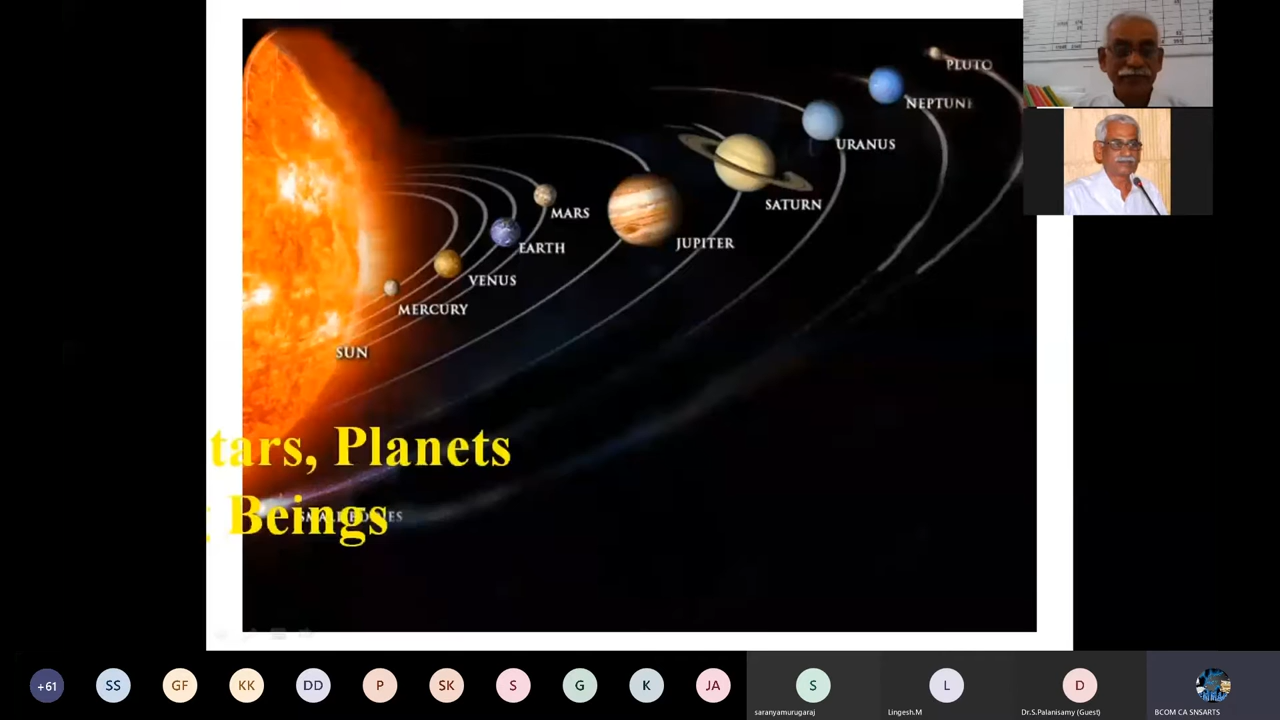 PLUTO
NEPTUNE
URANUS
SATURN
MARS
JUPITER
EARTH
VENUS
MERCURY
SUN
tars, Planets
Beings
+61
SS
GF
KK
DD
P
SK
S
G
K
JA
S
L
D
saranyamurugaraj
Lingesh.M
Dr.S.Palanisamy (Guest)
BCOM CA SNSARTS